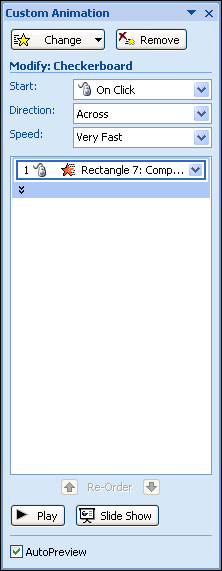 Custom Animation
Change Remove
Modify: Checkerboard
Start: On Click
Direction: Across
Speed: Very Fast
1 Rectangle 7: Comp...
Re-Order
Play Slide Show
AutoPreview